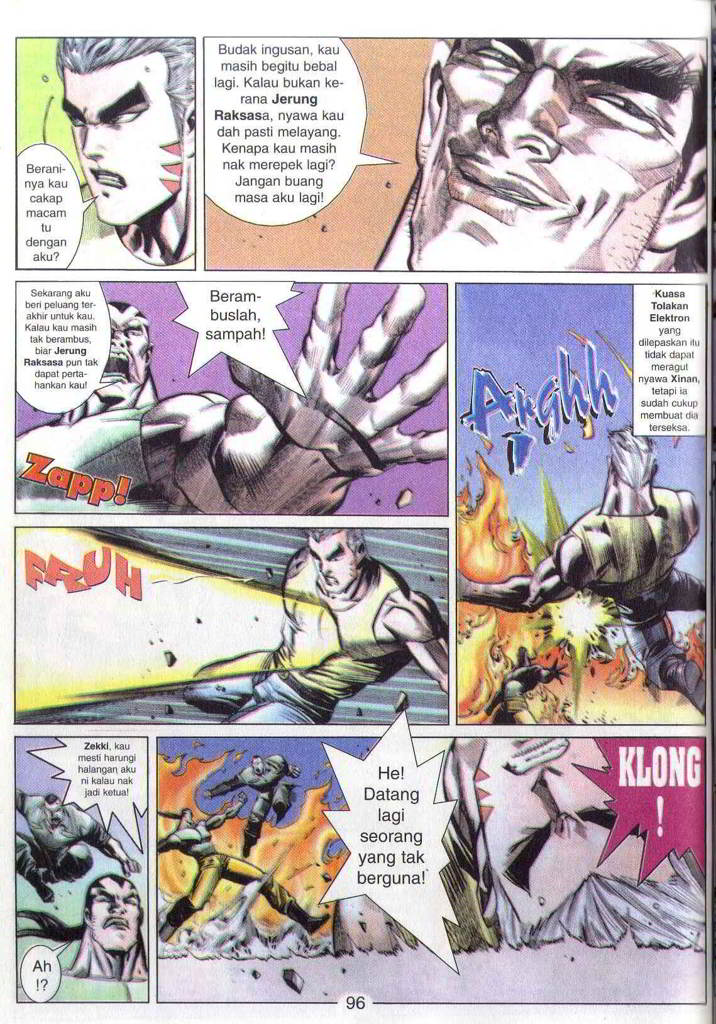 Berani-
nya kau
cakap
macam
tu
dengan
aku?
Budak ingusan, kau
masih begitu bebal
lagi. Kalau bukan ke-
rana Jerung
Raksasa, nyawa kau
dah pasti melayang.
Kenapa kau masih
nak merepek lagi?
Jangan buang
masa aku lagi!
Sekarang aku
beri peluang ter-
akhir untuk kau.
Kalau kau masih
tak berambus,
biar Jerung
Raksasa pun tak
dapat perta-
hankan kau!
Beram-
buslah,
sampah!
Zapp!
Kuasa
Tolakan
Elektron
yang
dilepaskan itu
tidak dapat
meragut
nyawa Xinan,
tetapi ia
sudah cukup
membuat dia
terseksa.
Arghh
FRUH
Zekki, kau
mesti harungi
halangan aku
ni kalau nak
jadi ketua!
Ah
!?
He!
Datang
lagi
seorang
yang tak
berguna!
KLONG
!
96